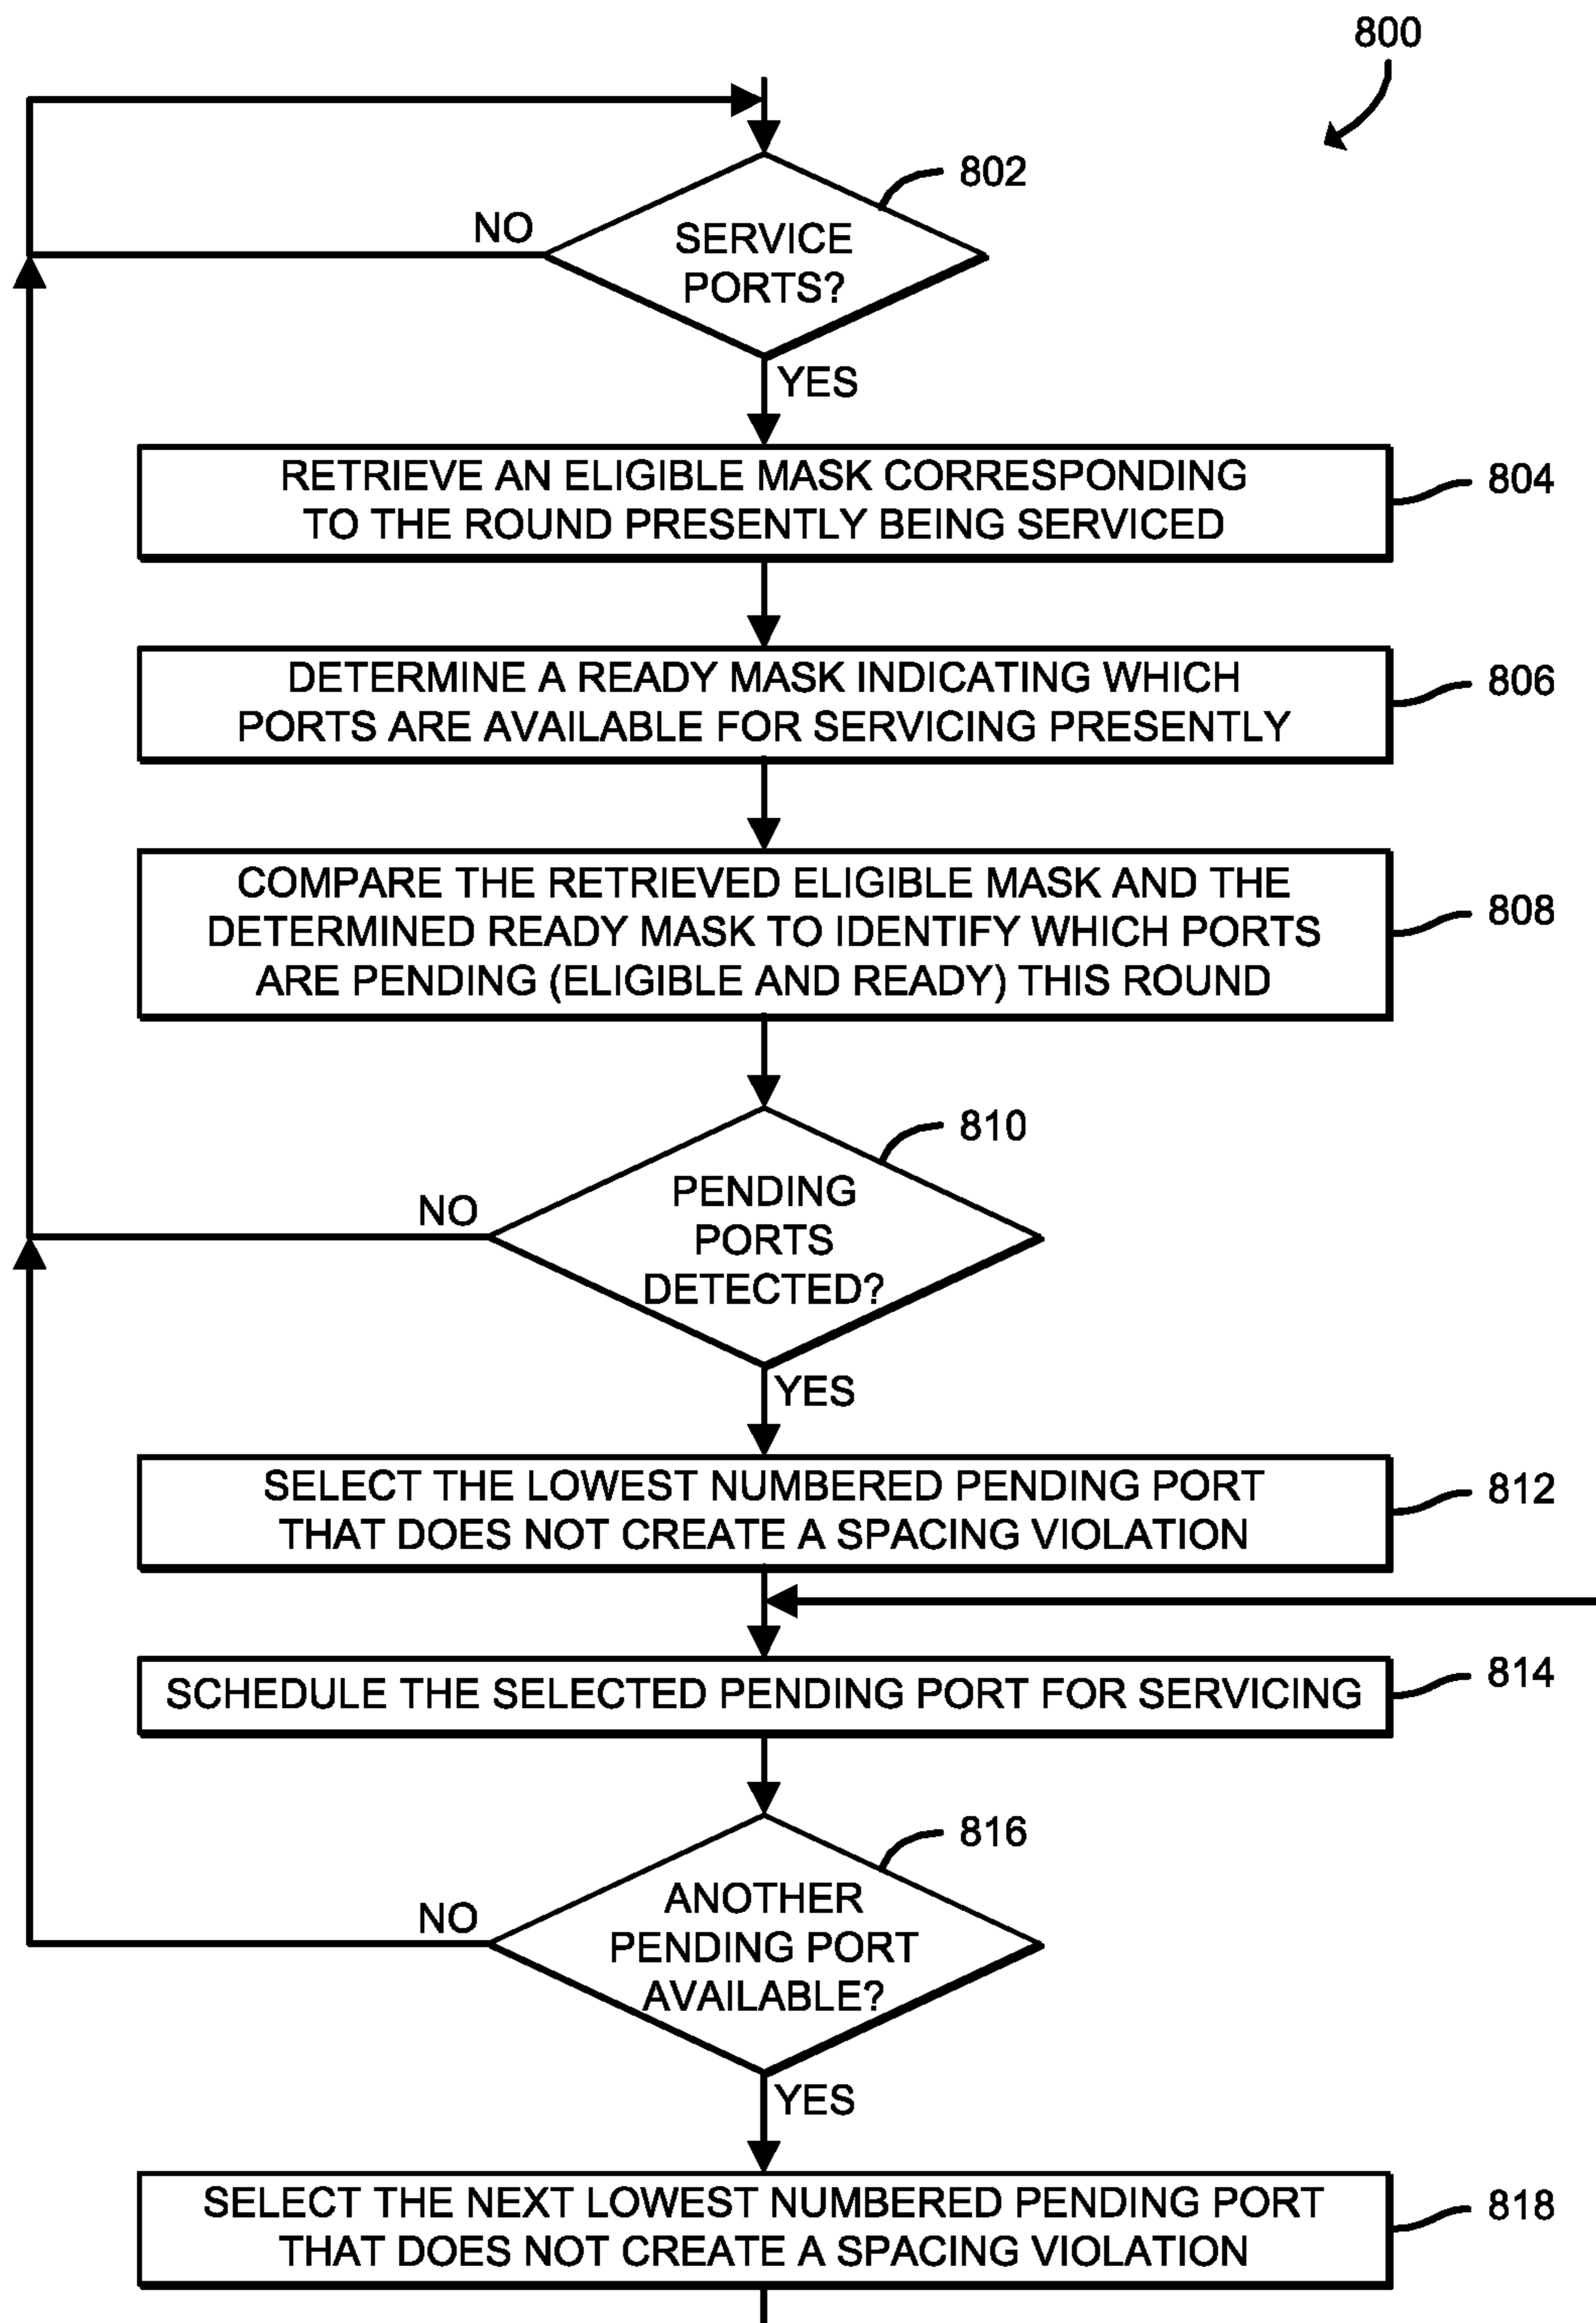 800
802
NO
SERVICE
PORTS?
YES
RETRIEVE AN ELIGIBLE MASK CORRESPONDING
TO THE ROUND PRESENTLY BEING SERVICED
804
DETERMINE A READY MASK INDICATING WHICH
PORTS ARE AVAILABLE FOR SERVICING PRESENTLY
806
COMPARE THE RETRIEVED ELIGIBLE MASK AND THE
DETERMINED READY MASK TO IDENTIFY WHICH PORTS
ARE PENDING (ELIGIBLE AND READY) THIS ROUND
808
810
NO
PENDING
PORTS
DETECTED?
YES
SELECT THE LOWEST NUMBERED PENDING PORT
THAT DOES NOT CREATE A SPACING VIOLATION
812
SCHEDULE THE SELECTED PENDING PORT FOR SERVICING
814
816
NO
ANOTHER
PENDING PORT
AVAILABLE?
YES
SELECT THE NEXT LOWEST NUMBERED PENDING PORT
THAT DOES NOT CREATE A SPACING VIOLATION
818